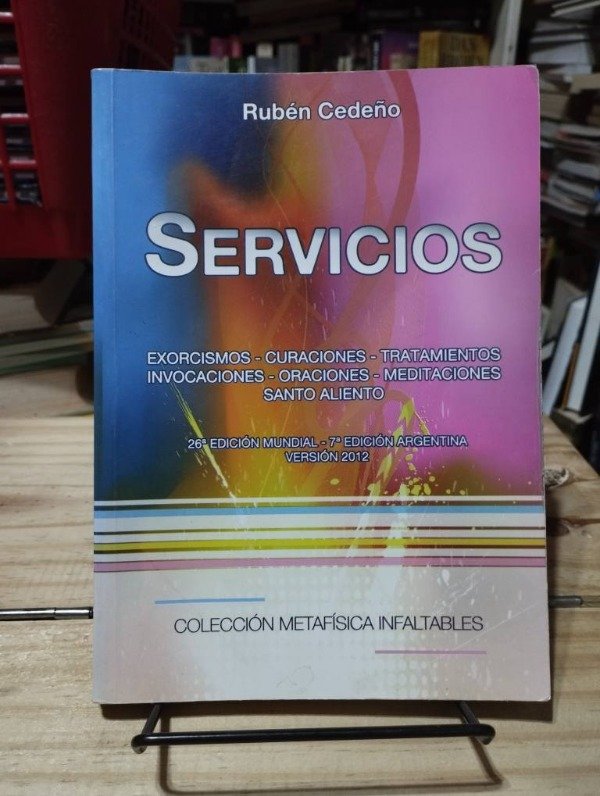 Rubén Cedeño
SERVICIOS
EXORCISMOS - CURACIONES - TRATAMIENTOS
INVOCACIONES - ORACIONES - MEDITACIONES
SANTO ALIENTO
26ª EDICIÓN MUNDIAL - 7ª EDICIÓN ARGENTINA
VERSIÓN 2012
COLECCIÓN METAFÍSICA INFALTABLES